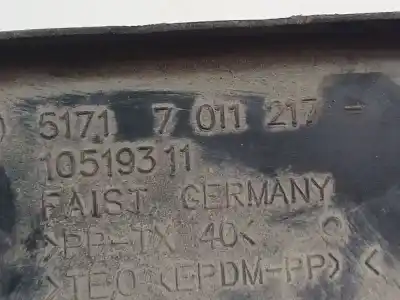 ) 5171 7 011 217 -
10519311
FAIST GERMANY
>PP-TX 40<
>TEO (EPDM-PP) <